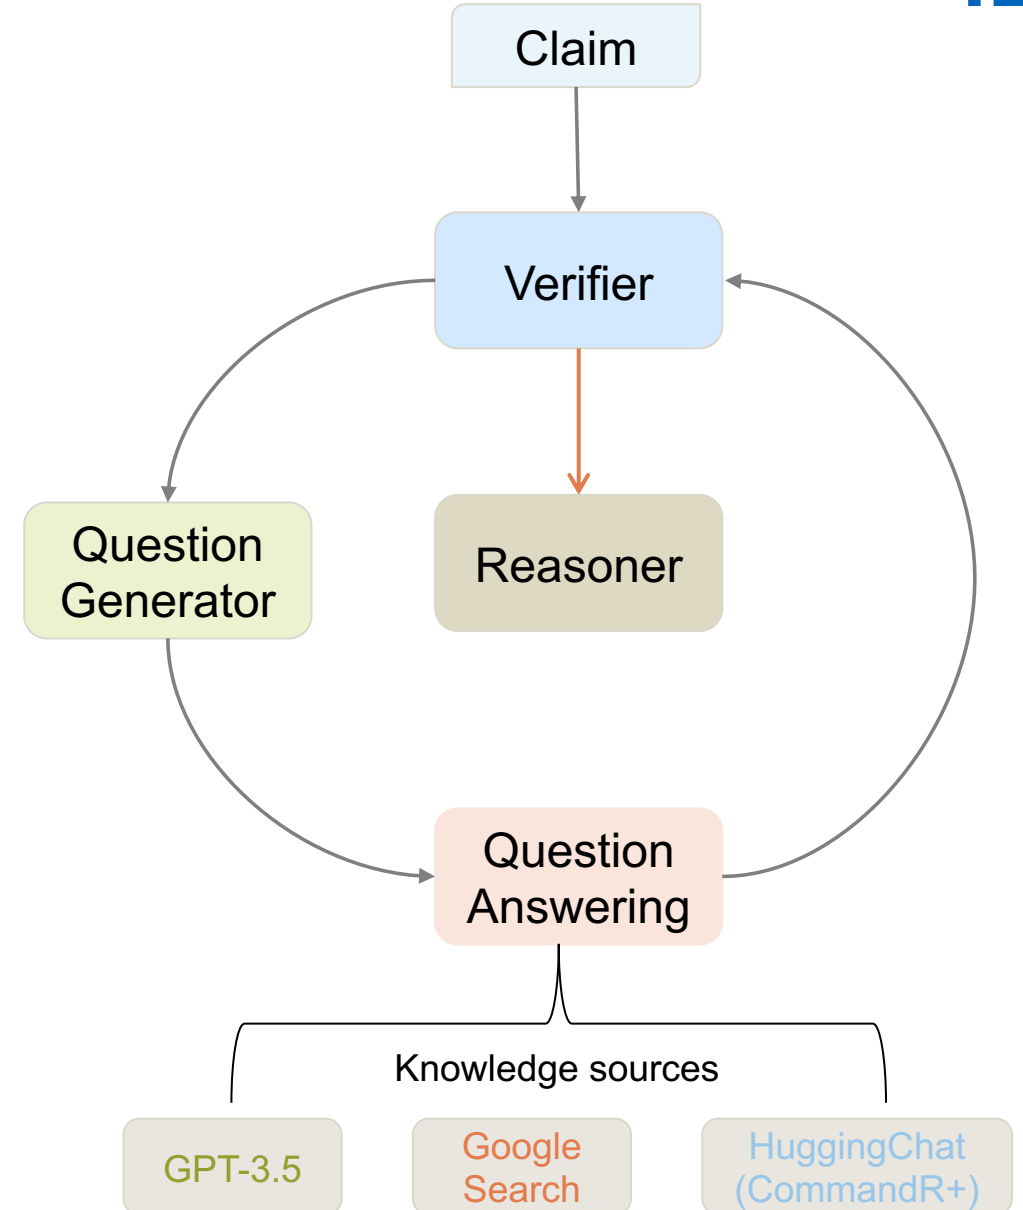 Claim
Verifier
Question
Generator
Reasoner
Question
Answering
Knowledge sources
GPT-3.5
Google
Search
HuggingChat
(CommandR+)